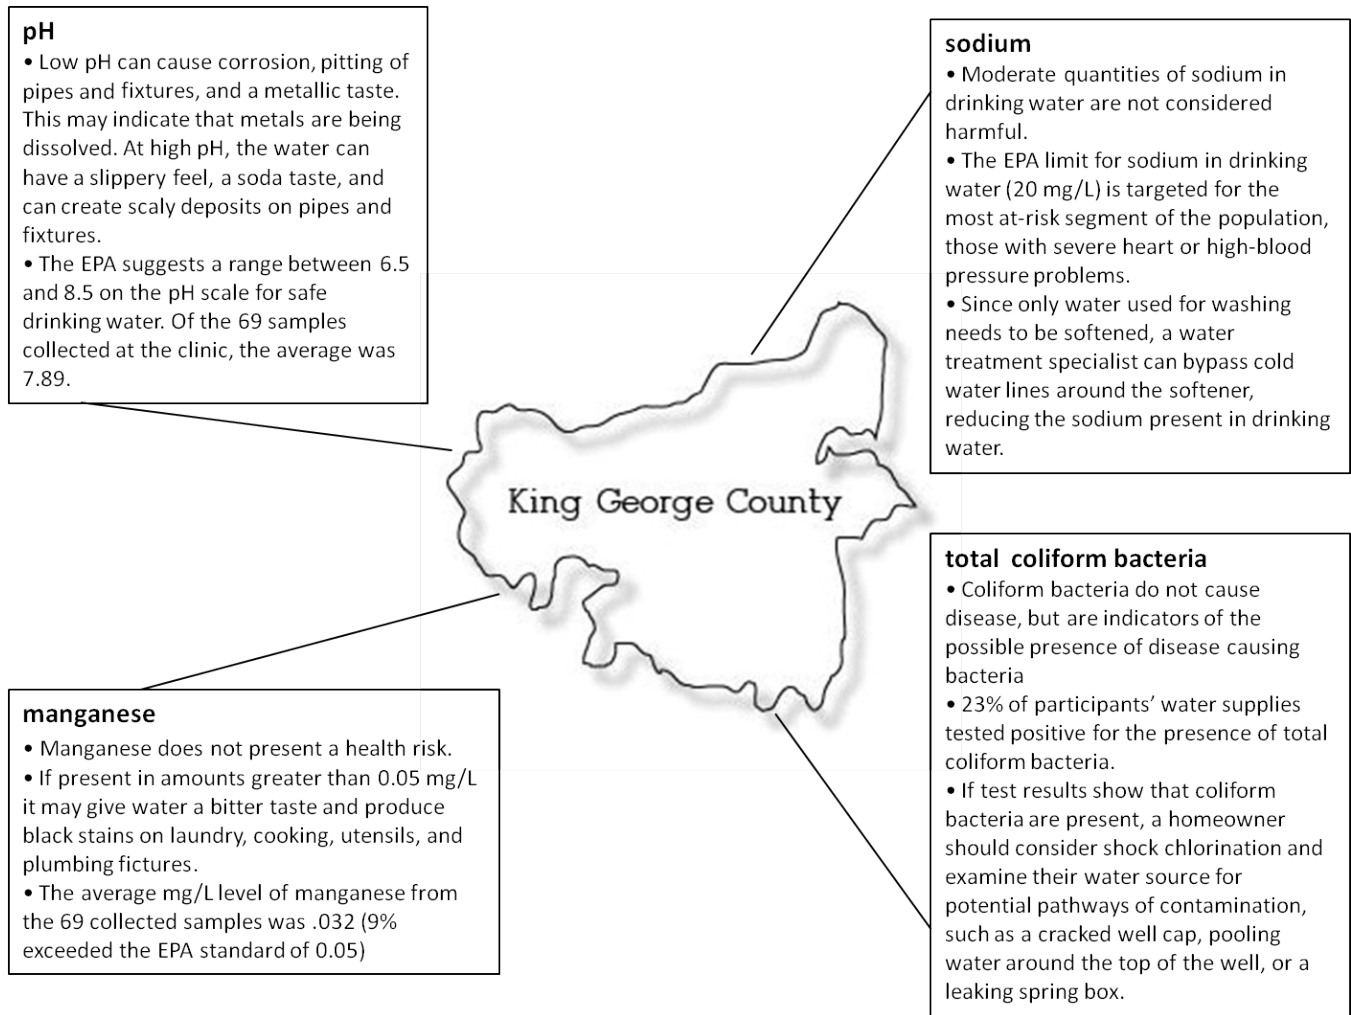 pH
• Low pH can cause corrosion, pitting of
pipes and fixtures, and a metallic taste.
This may indicate that metals are being
dissolved. At high pH, the water can
have a slippery feel, a soda taste, and
can create scaly deposits on pipes and
fixtures.
• The EPA suggests a range between 6.5
and 8.5 on the pH scale for safe
drinking water. Of the 69 samples
collected at the clinic, the average was
7.89.
sodium
• Moderate quantities of sodium in
drinking water are not considered
harmful.
• The EPA limit for sodium in drinking
water (20 mg/L) is targeted for the
most at-risk segment of the population,
those with severe heart or high-blood
pressure problems.
• Since only water used for washing
needs to be softened, a water
treatment specialist can bypass cold
water lines around the softener,
reducing the sodium present in drinking
water.
King George County
manganese
• Manganese does not present a health risk.
• If present in amounts greater than 0.05 mg/L
it may give water a bitter taste and produce
black stains on laundry, cooking, utensils, and
plumbing fictures.
• The average mg/L level of manganese from
the 69 collected samples was .032 (9%
exceeded the EPA standard of 0.05)
total coliform bacteria
• Coliform bacteria do not cause
disease, but are indicators of the
possible presence of disease causing
bacteria
• 23% of participants’ water supplies
tested positive for the presence of total
coliform bacteria.
• If test results show that coliform
bacteria are present, a homeowner
should consider shock chlorination and
examine their water source for
potential pathways of contamination,
such as a cracked well cap, pooling
water around the top of the well, or a
leaking spring box.